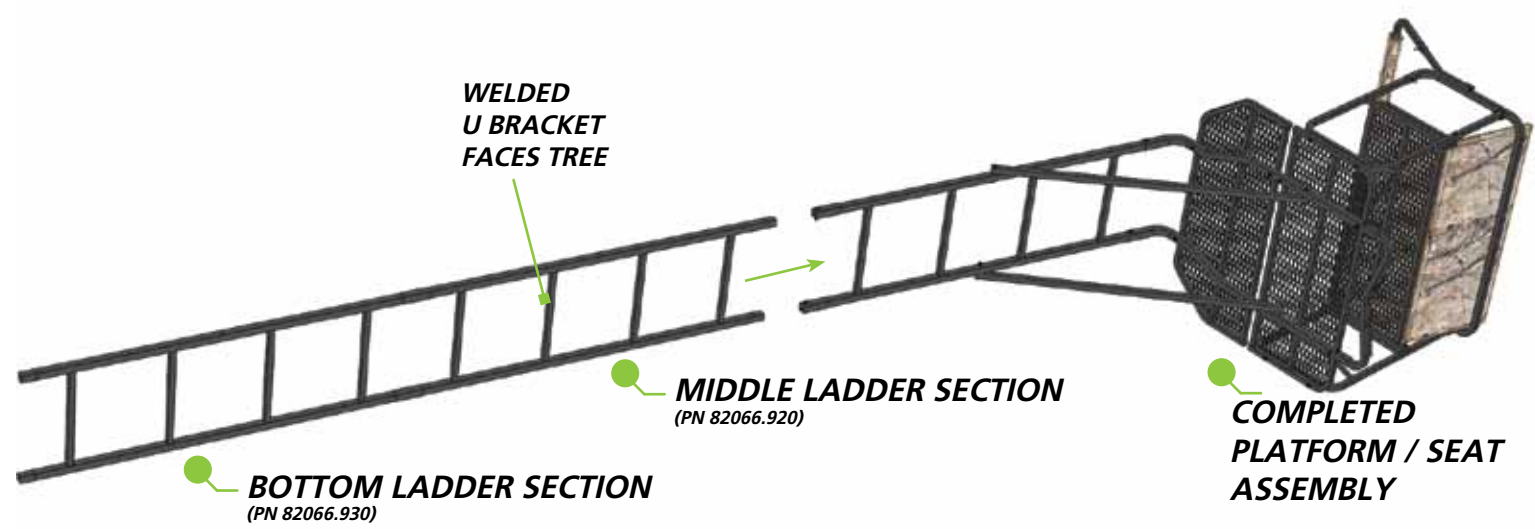 WELDED
U BRACKET
FACES TREE
MIDDLE LADDER SECTION
(PN 82066.920)
BOTTOM LADDER SECTION
(PN 82066.930)
COMPLETED
PLATFORM / SEAT
ASSEMBLY